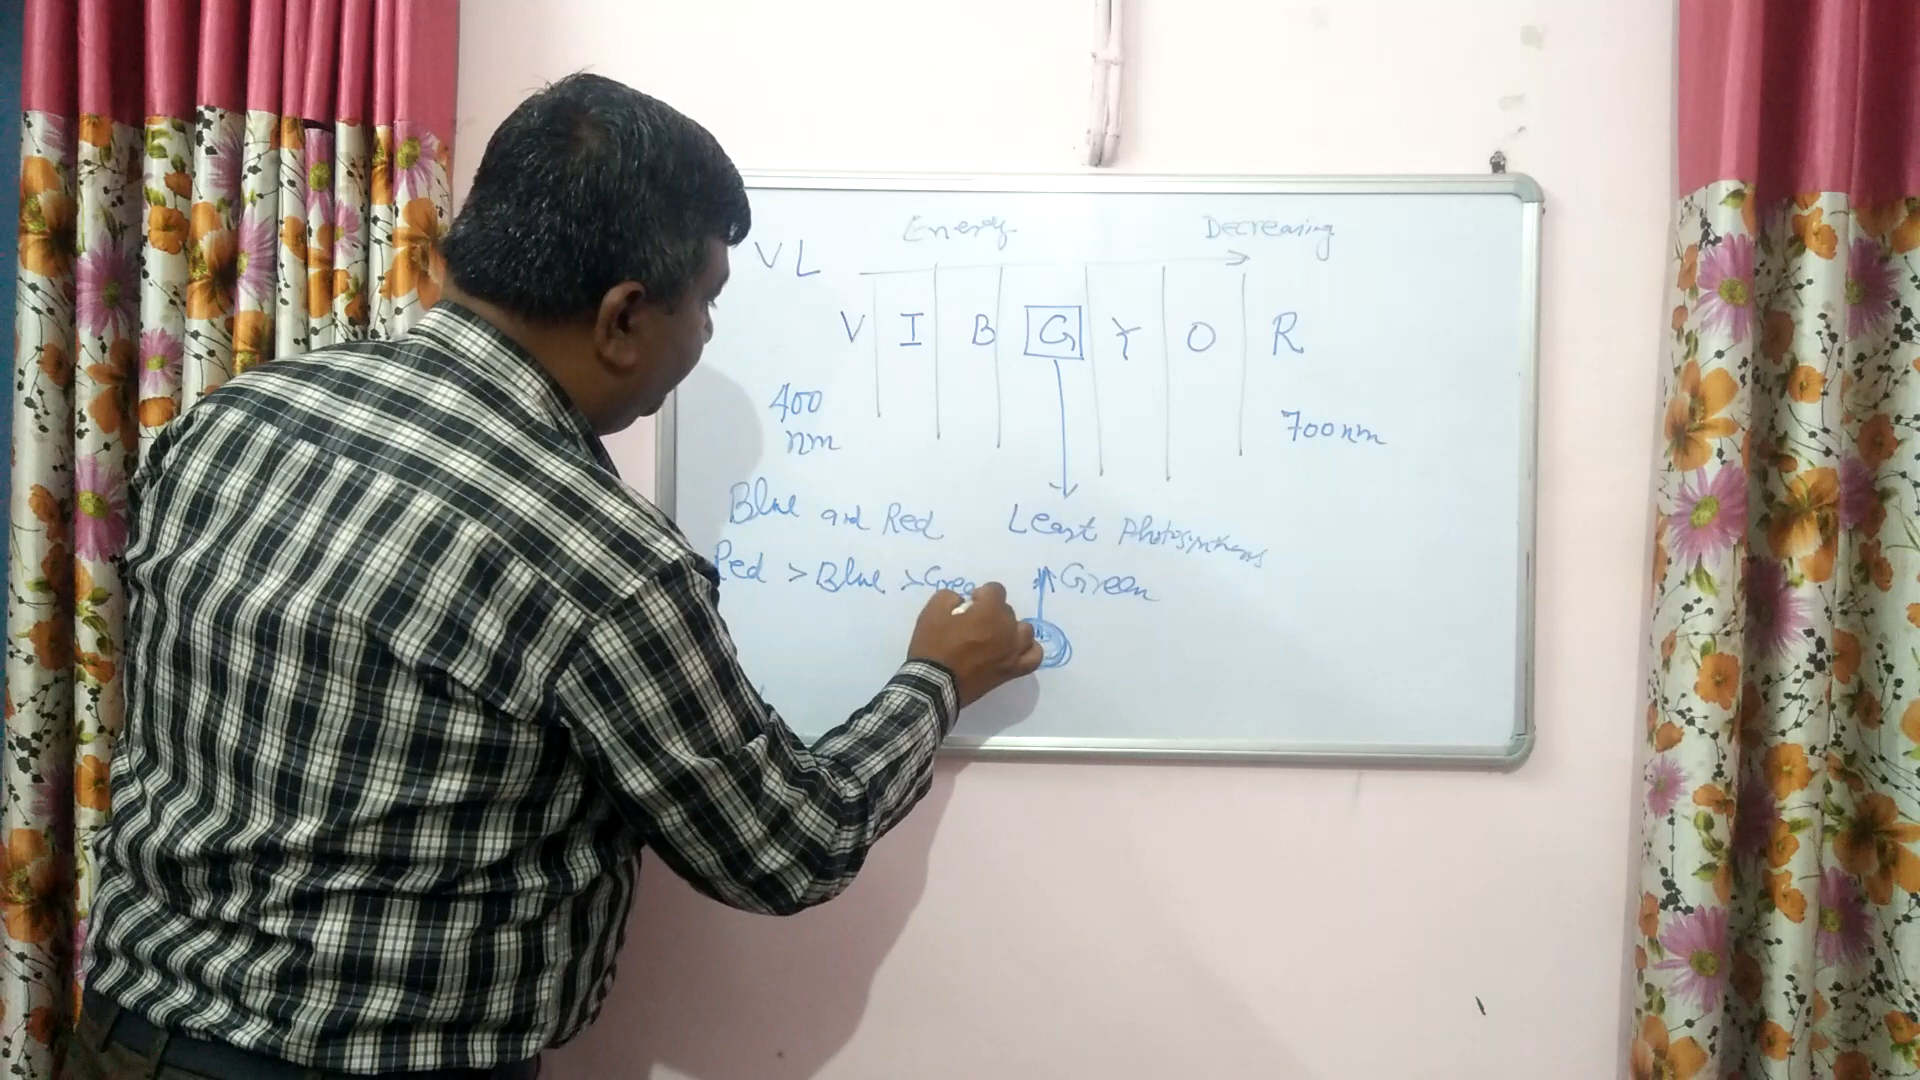 Energy Decreasing
VL
V I B G Y O R
400 nm
700nm
Blue and Red
Least Photosynthesis
Red > Blue > Green
Green